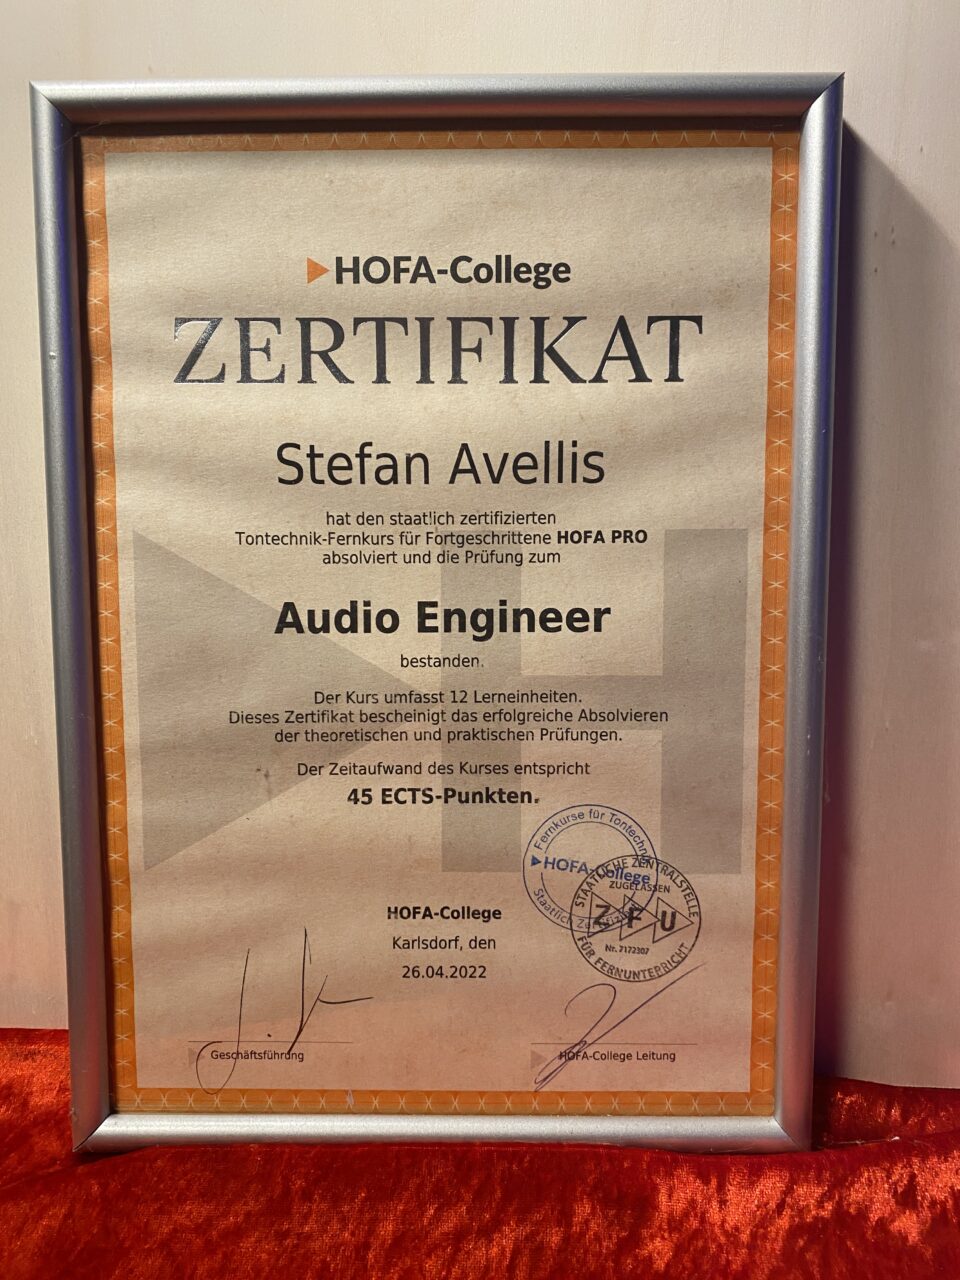 HOFA-College
ZERTIFIKAT
Stefan Avellis
hat den staatlich zertifizierten
Tontechnik-Fernkurs für Fortgeschrittene HOFA PRO
absolviert und die Prüfung zum
Audio Engineer
bestanden.
Der Kurs umfasst 12 Lerneinheiten.
Dieses Zertifikat bescheinigt das erfolgreiche Absolvieren
der theoretischen und praktischen Prüfungen.
Der Zeitaufwand des Kurses entspricht
45 ECTS-Punkten.
Fernkurse für
HOFA-College
Staatlich
STAATLICHE ZENTRALSTELLE
ZUGELASSEN
ZFU
Nr. 7172307
FÜR FERNUNTERRICHT
HOFA-College
Karlsdorf, den
26.04.2022
Geschäftsführung
HOFA-College Leitung